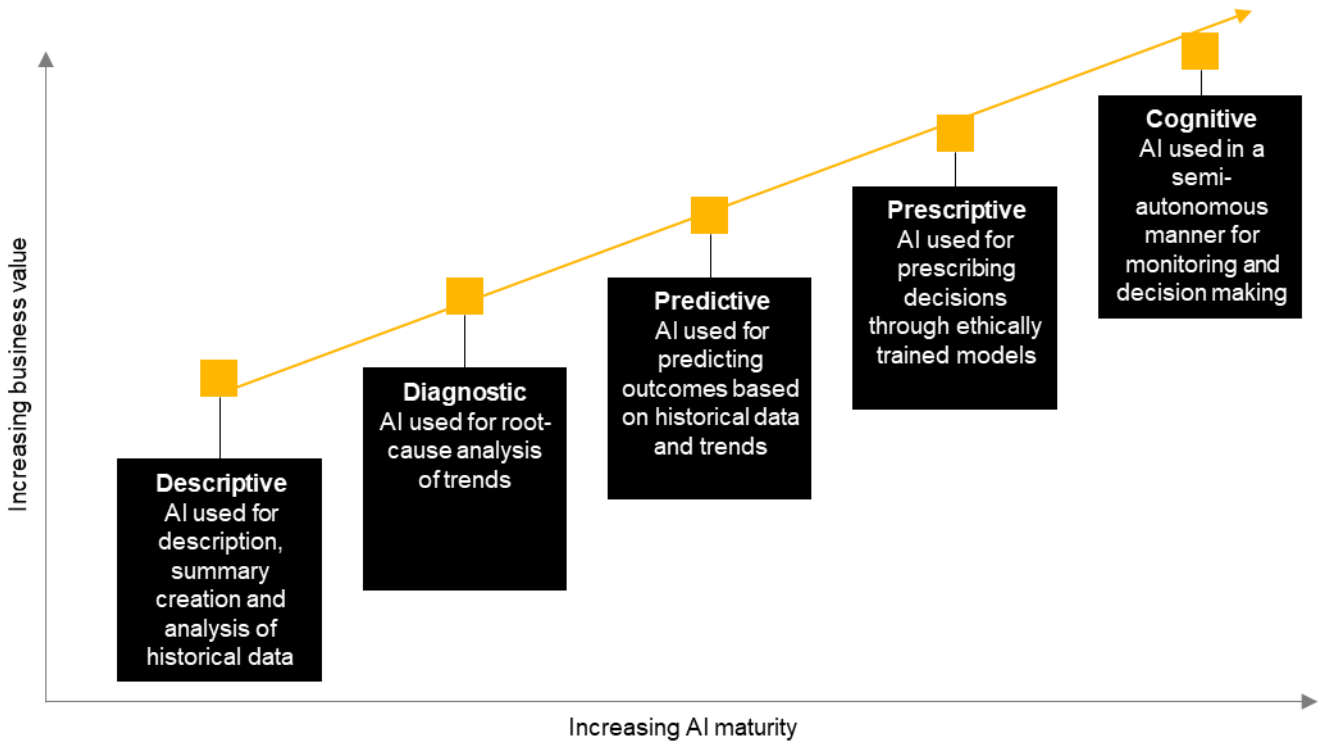 Increasing business value
Descriptive
AI used for
description,
summary
creation and
analysis of
historical data
Diagnostic
AI used for root-
cause analysis
of trends
Predictive
AI used for
predicting
outcomes based
on historical data
and trends
Prescriptive
AI used for
prescribing
decisions
through ethically
trained models
Cognitive
AI used in a
semi-
autonomous
manner for
monitoring and
decision making
Increasing AI maturity